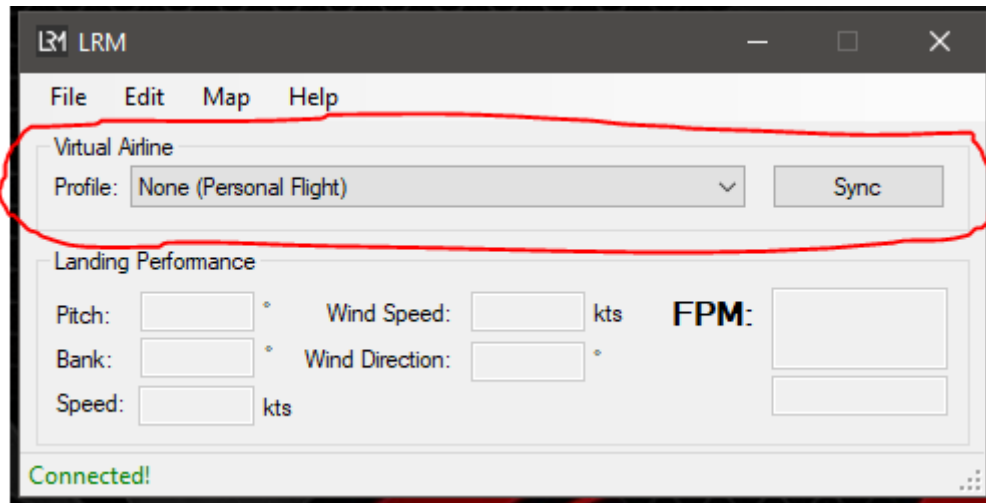 LRM LRM
File Edit Map Help
Virtual Airline
Profile: None (Personal Flight) Sync
Landing Performance
Pitch: ° Wind Speed: kts FPM:
Bank: ° Wind Direction: °
Speed: kts
Connected!